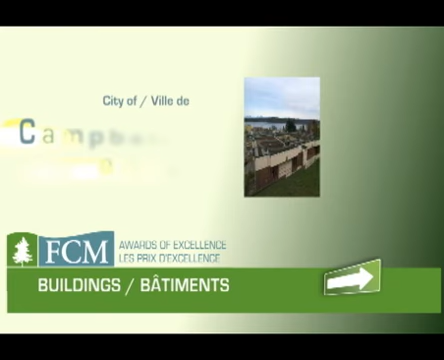 City of / Ville de
FCM
AWARDS OF EXCELLENCE
LES PRIX D'EXCELLENCE
BUILDINGS / BÂTIMENTS